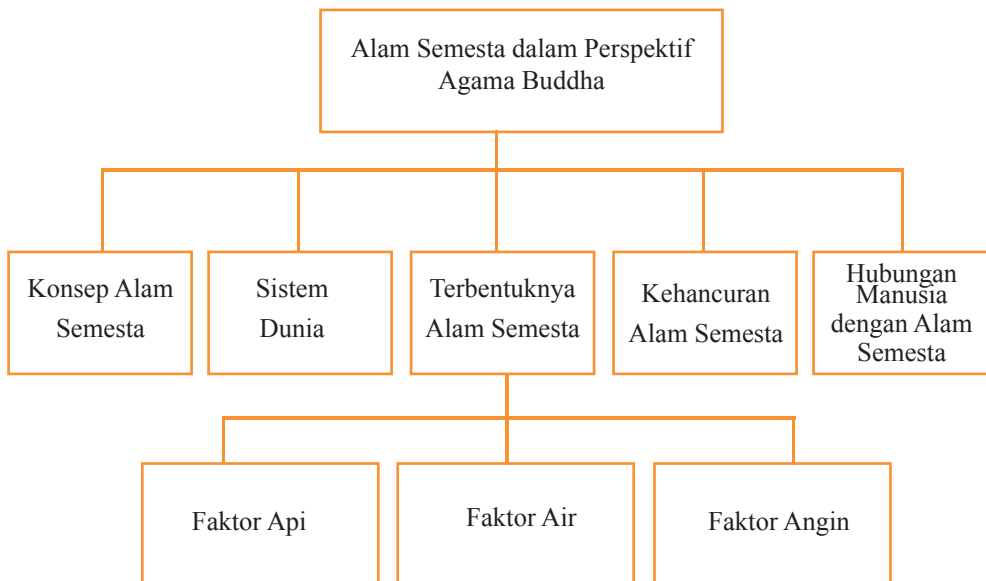 Alam Semesta dalam Perspektif
Agama Buddha
Konsep Alam
Semesta
Sistem
Dunia
Terbentuknya
Alam Semesta
Kehancuran
Alam Semesta
Hubungan
Manusia
dengan Alam
Semesta
Faktor Api
Faktor Air
Faktor Angin